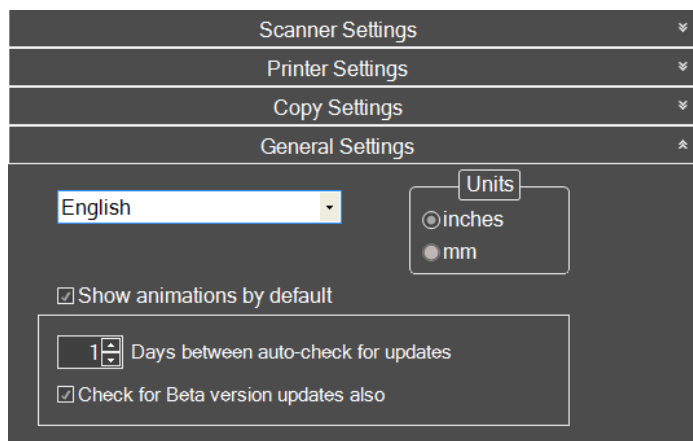 Scanner Settings
Printer Settings
Copy Settings
General Settings
English
Units
inches
mm
Show animations by default
1 Days between auto-check for updates
Check for Beta version updates also